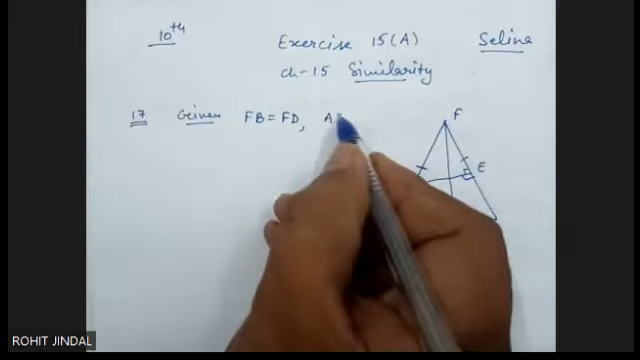 10th
Exercise 15(A)
Selina
ch-15 Similarity
17 Given FB = FD, A
F
E
ROHIT JINDAL